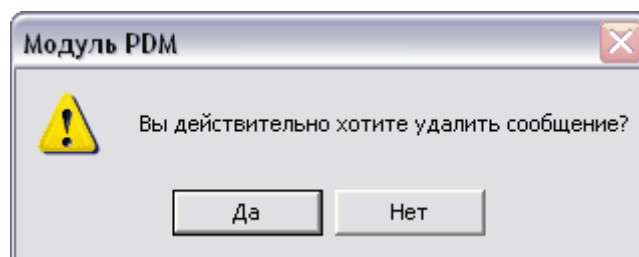 Модуль PDM
Вы действительно хотите удалить сообщение?
Да
Нет